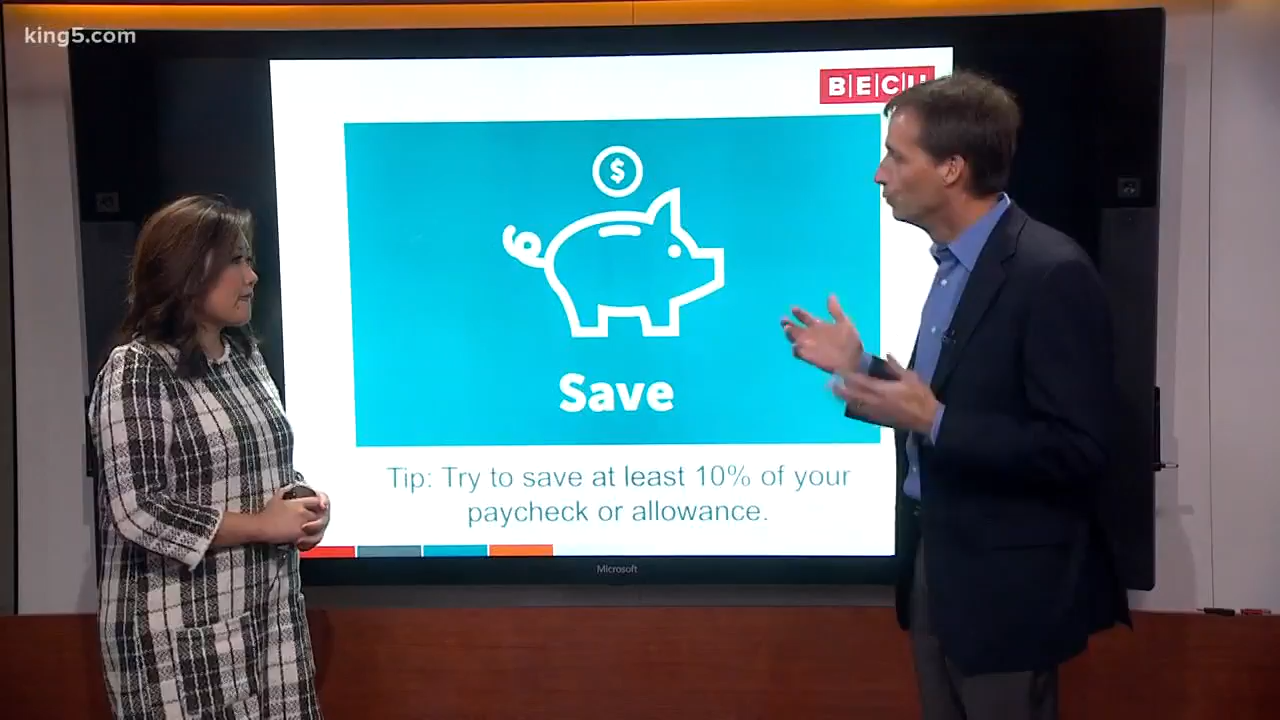 king5.com
BECU
$
Save
Tip: Try to save at least 10% of your
paycheck or allowance.
Microsoft